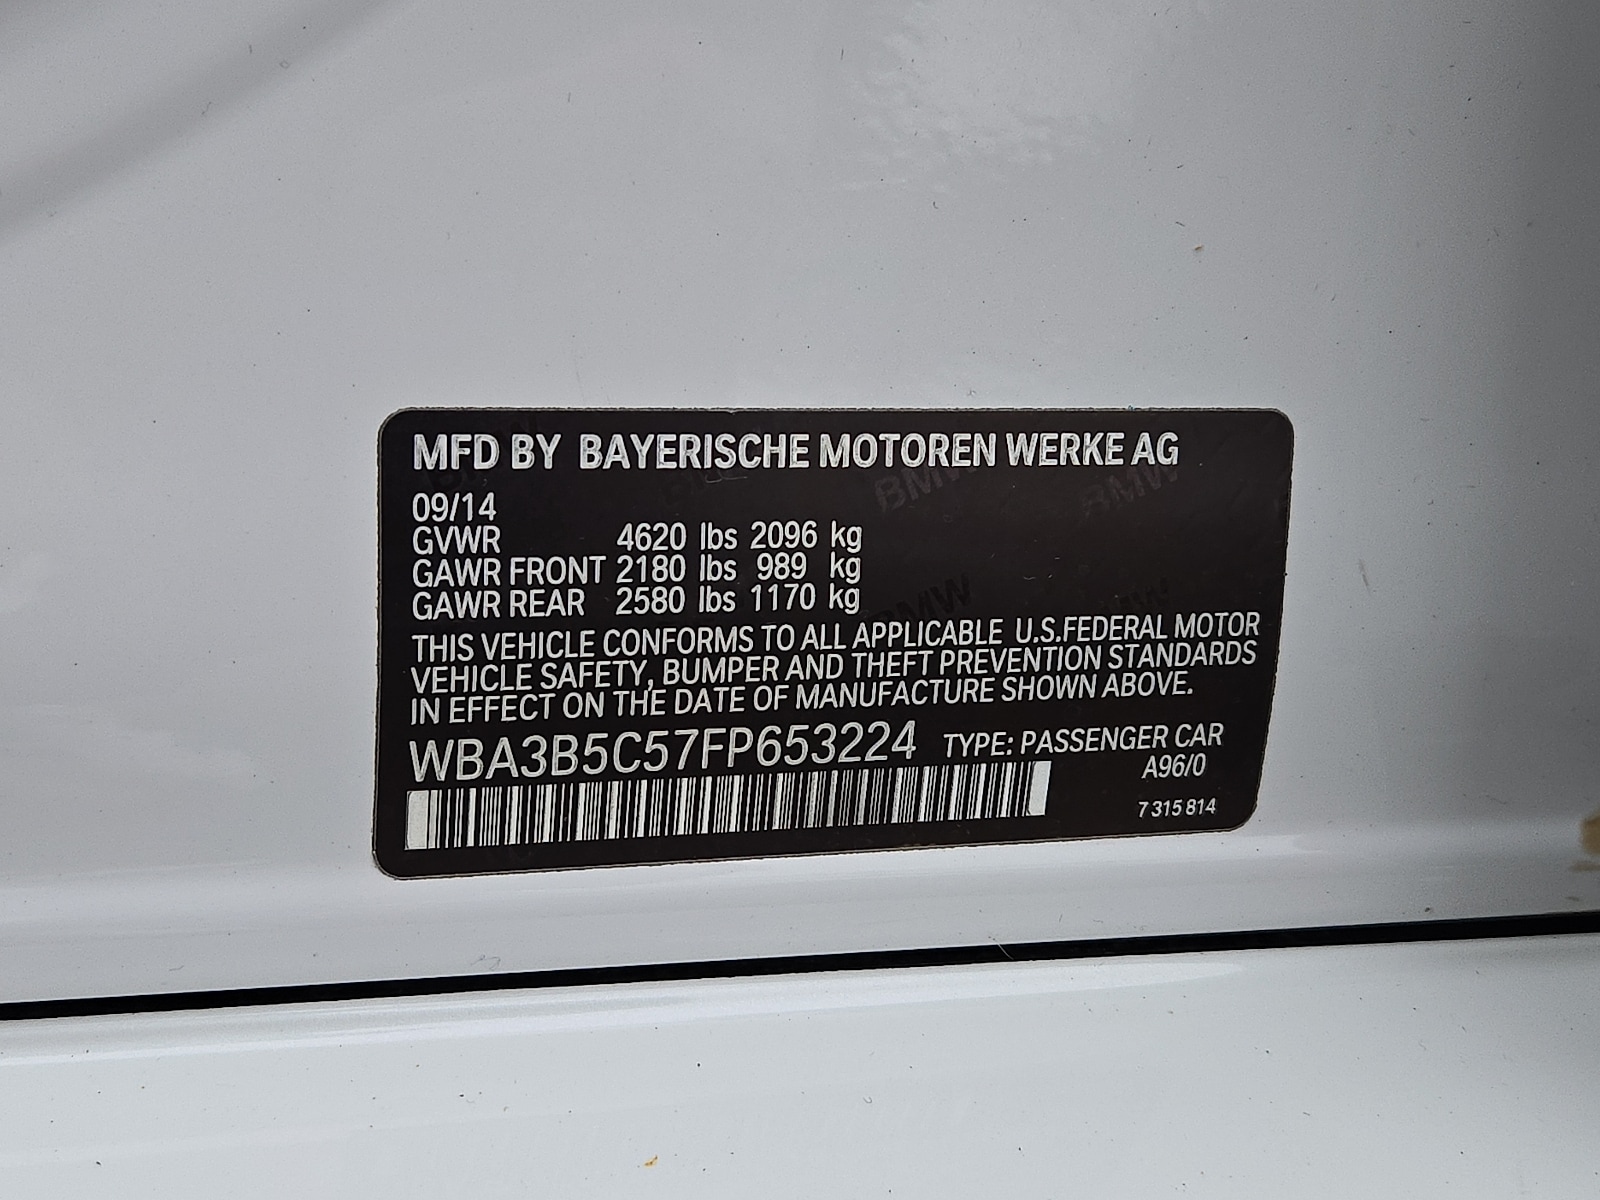 MFD BY BAYERISCHE MOTOREN WERKE AG
09/14
GVWR 4620 lbs 2096 kg
GAWR FRONT 2180 lbs 989 kg
GAWR REAR 2580 lbs 1170 kg
THIS VEHICLE CONFORMS TO ALL APPLICABLE U.S.FEDERAL MOTOR
VEHICLE SAFETY, BUMPER AND THEFT PREVENTION STANDARDS
IN EFFECT ON THE DATE OF MANUFACTURE SHOWN ABOVE.
WBA3B5C57FP653224 TYPE: PASSENGER CAR
A96/0
7 315 814
BMW
BMW
BMW